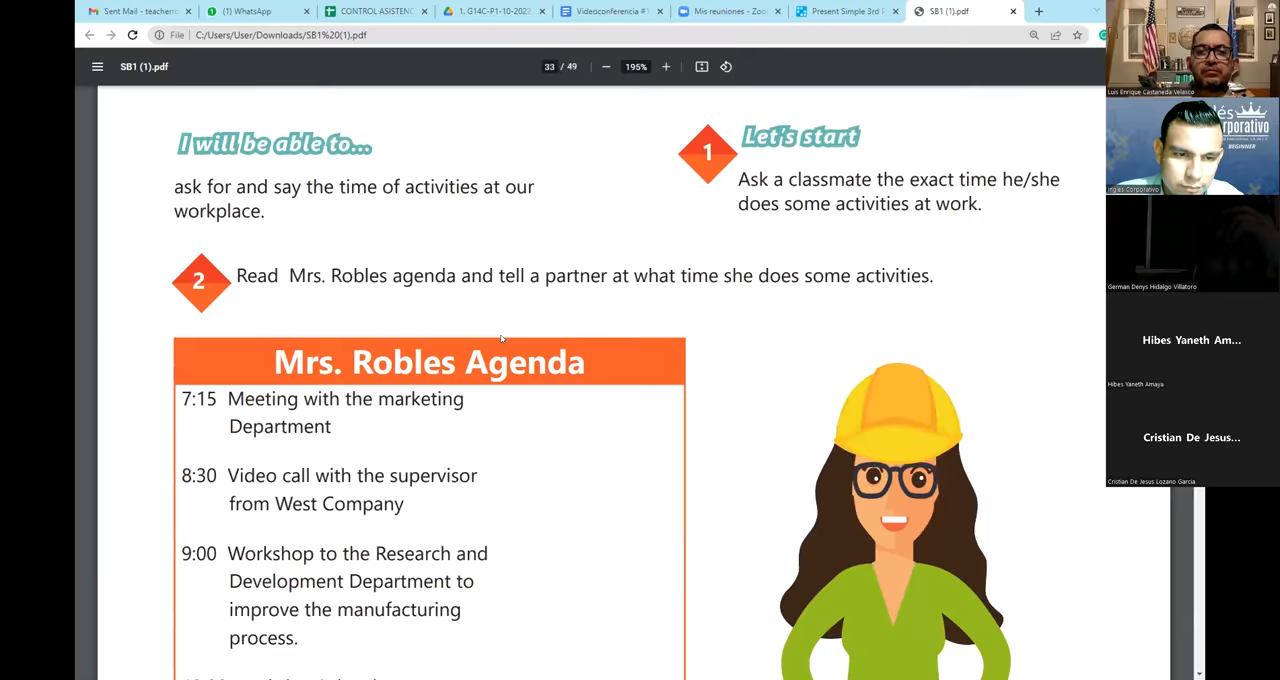 Sent Mail - teacherro
(1) WhatsApp
CONTROL ASISTENC
1. G14C-P1-10-2022
Videoconferencia #1
Mis reuniones - Zoo
Present Simple 3rd P
SB1 (1).pdf
File C:/Users/User/Downloads/SB1%20(1).pdf
SB1 (1).pdf
33 / 49
195%
I will be able to...
ask for and say the time of activities at our
workplace.
1
Let's start
Ask a classmate the exact time he/she
does some activities at work.
2
Read Mrs. Robles agenda and tell a partner at what time she does some activities.
Mrs. Robles Agenda
7:15 Meeting with the marketing
Department
8:30 Video call with the supervisor
from West Company
9:00 Workshop to the Research and
Development Department to
improve the manufacturing
process.
Luis Enrique Castaneda Velasco
és
rporativo
BEGINNER
Ingles Corporativo
German Denys Hidalgo Villatoro
Hibes Yaneth Am...
Hibes Yaneth Amaya
Cristian De Jesus...
Cristian De Jesus Lozano Garcia